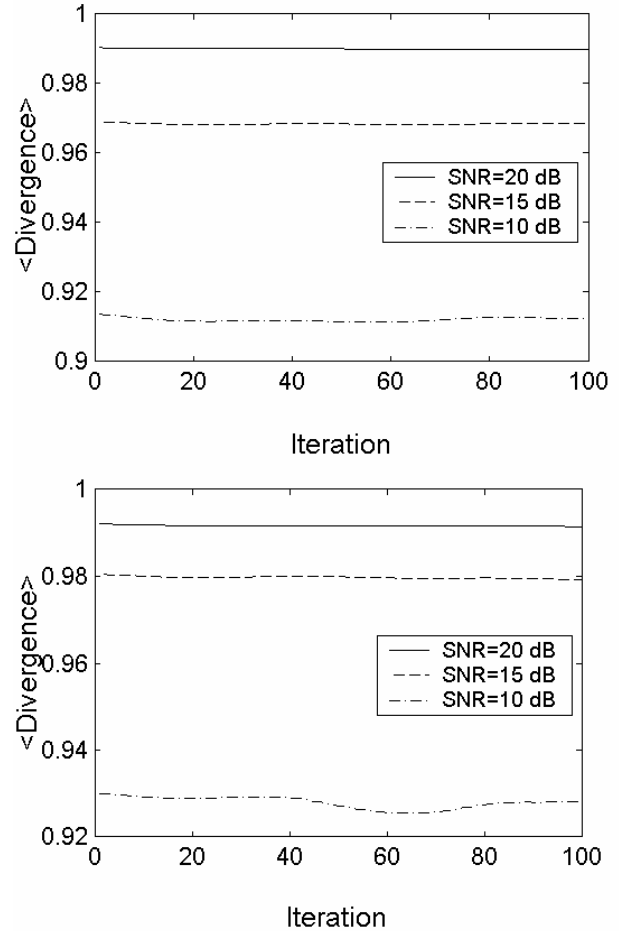 1
0.98
0.96
0.94
0.92
0.9
<Divergence>
SNR=20 dB
SNR=15 dB
SNR=10 dB
0 20 40 60 80 100
Iteration
1
0.98
0.96
0.94
0.92
<Divergence>
SNR=20 dB
SNR=15 dB
SNR=10 dB
0 20 40 60 80 100
Iteration